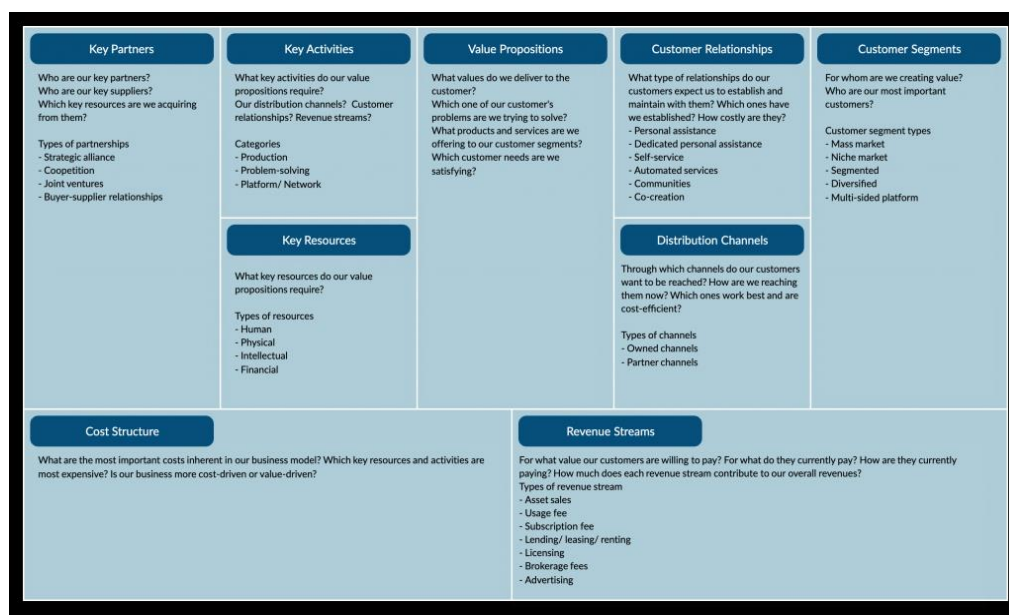 Key Partners
Who are our key partners?
Who are our key suppliers?
Which key resources are we acquiring
from them?
Types of partnerships
- Strategic alliance
- Coopetition
- Joint ventures
- Buyer-supplier relationships
Key Activities
What key activities do our value
propositions require?
Our distribution channels? Customer
relationships? Revenue streams?
Categories
- Production
- Problem-solving
- Platform/ Network
Key Resources
What key resources do our value
propositions require?
Types of resources
- Human
- Physical
- Intellectual
- Financial
Value Propositions
What values do we deliver to the
customer?
Which one of our customer's
problems are we trying to solve?
What products and services are we
offering to our customer segments?
Which customer needs are we
satisfying?
Customer Relationships
What type of relationships do our
customers expect us to establish and
maintain with them? Which ones have
we established? How costly are they?
- Personal assistance
- Dedicated personal assistance
- Self-service
- Automated services
- Communities
- Co-creation
Distribution Channels
Through which channels do our customers
want to be reached? How are we reaching
them now? Which ones work best and are
cost-efficient?
Types of channels
- Owned channels
- Partner channels
Customer Segments
For whom are we creating value?
Who are our most important
customers?
Customer segment types
- Mass market
- Niche market
- Segmented
- Diversified
- Multi-sided platform
Cost Structure
What are the most important costs inherent in our business model? Which key resources and activities are
most expensive? Is our business more cost-driven or value-driven?
Revenue Streams
For what value our customers are willing to pay? For what do they currently pay? How are they currently
paying? How much does each revenue stream contribute to our overall revenues?
Types of revenue stream
- Asset sales
- Usage fee
- Subscription fee
- Lending/ leasing/ renting
- Licensing
- Brokerage fees
- Advertising